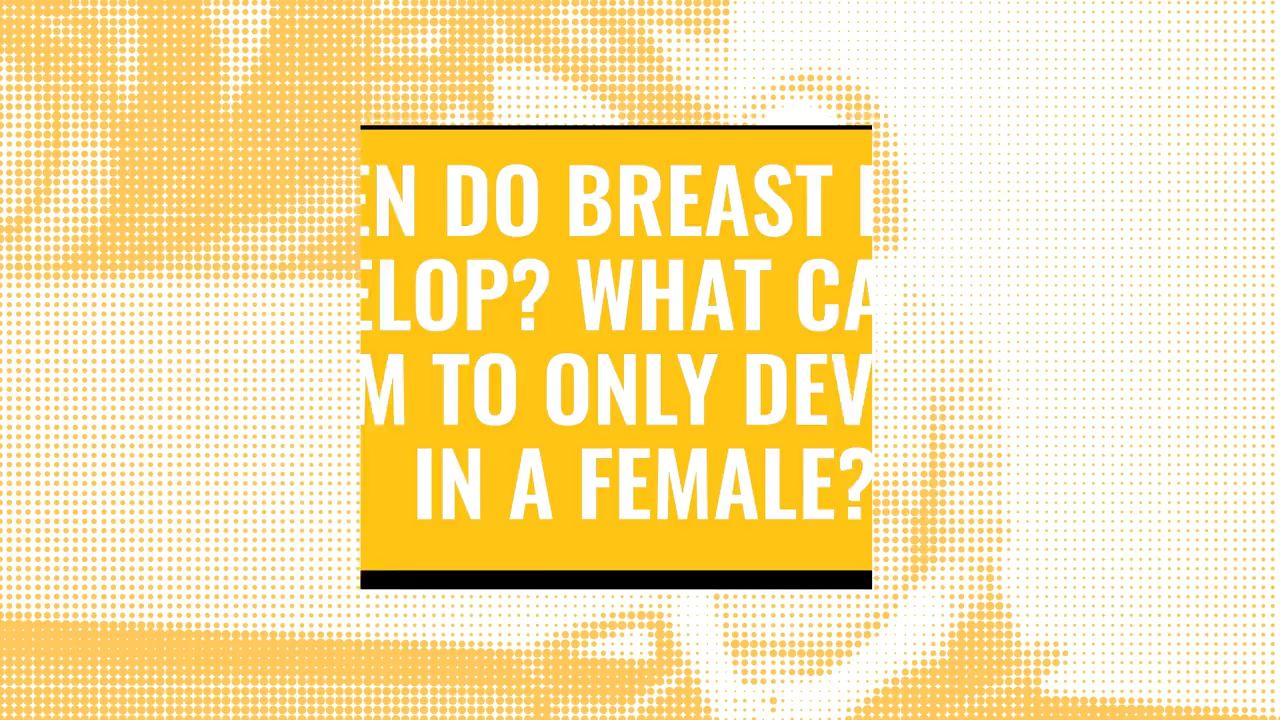 EN DO BREAST
ELOP? WHAT CA
M TO ONLY DEV
IN A FEMALE?